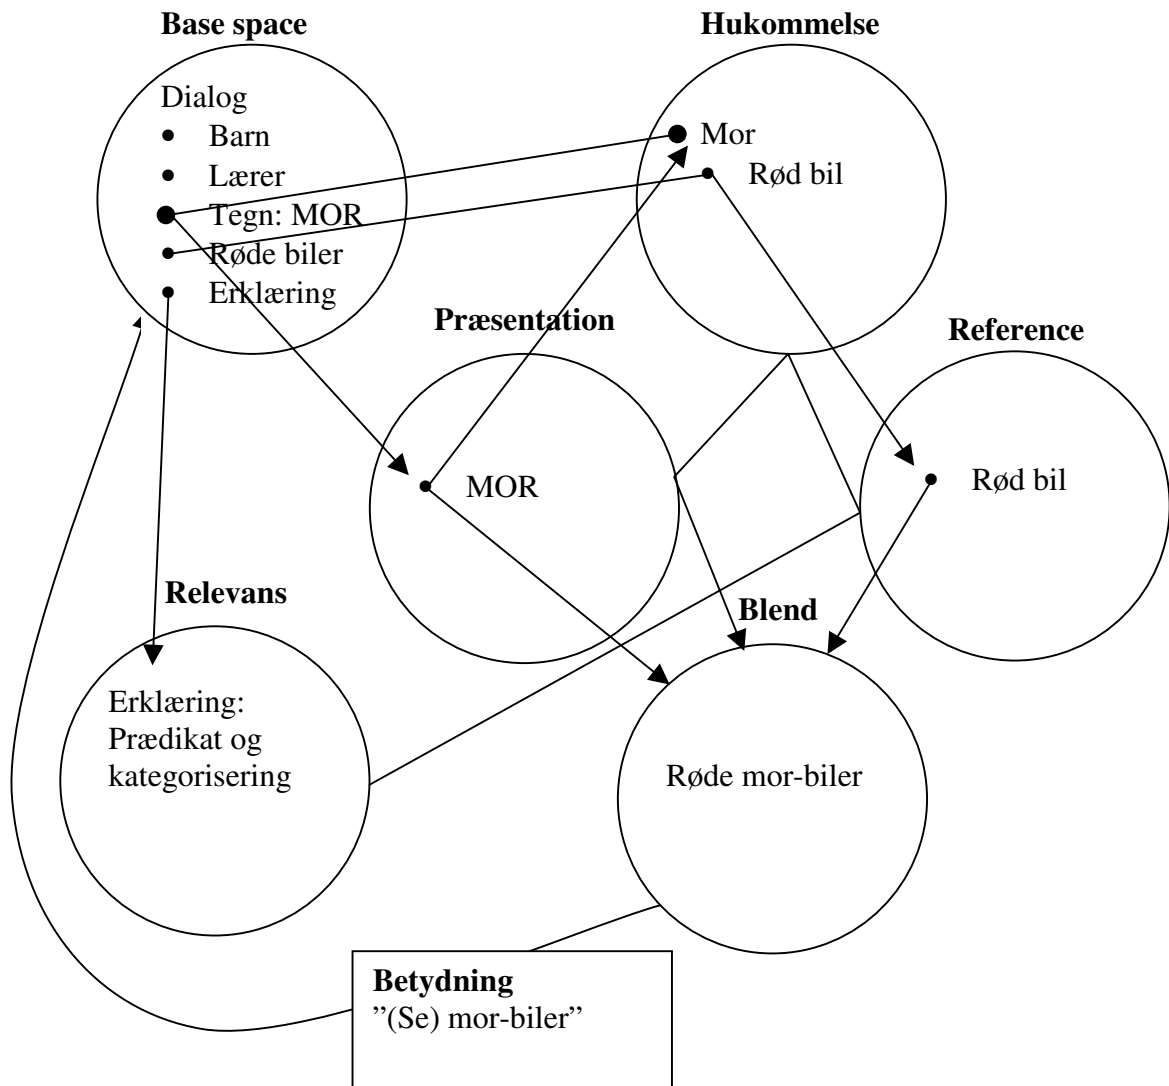 Base space
Dialog
Barn
Lærer
Tegn: MOR
Røde biler
Erklæring
Hukommelse
Mor
Rød bil
Præsentation
MOR
Reference
Rød bil
Relevans
Erklæring:
Prædikat og
kategorisering
Blend
Røde mor-biler
Betydning
”(Se) mor-biler”